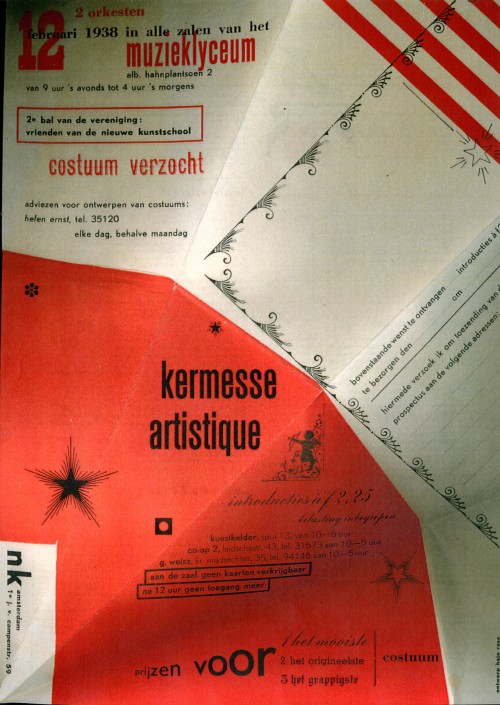 2 orkesten
12 februari 1938 in alle zalen van het
muzieklyceum
alb. hahnplantsoen 2
van 9 uur 's avonds tot 4 uur 's morgens
2e bal van de vereniging:
vrienden van de nieuwe kunstschool
costuum verzocht
adviezen voor ontwerpen van costuums:
helen ernst, tel. 35120
elke dag, behalve maandag
bovenstaande wenst te ontvangen introducties à f
te bezorgen den om
hiermede verzoek ik om toezending van
prospectus aan de volgende adressen:
kermesse
artistique
introducties à f 2,25
belasting inbegrepen
kunstkelder, spui 13, van 10—6 uur
co-op 2, leidschestr. 43, tel. 31573 van 10—5 uur
g. weisz, tel. 94146 van 10—5 uur
aan de zaal geen kaarten verkrijgbaar
na 12 uur geen toegang meer
nk
amsterdam
1e j. v. campenstr. 59
prijzen voor
1 het mooiste
2 het origineelste
3 het grappigste
costuum